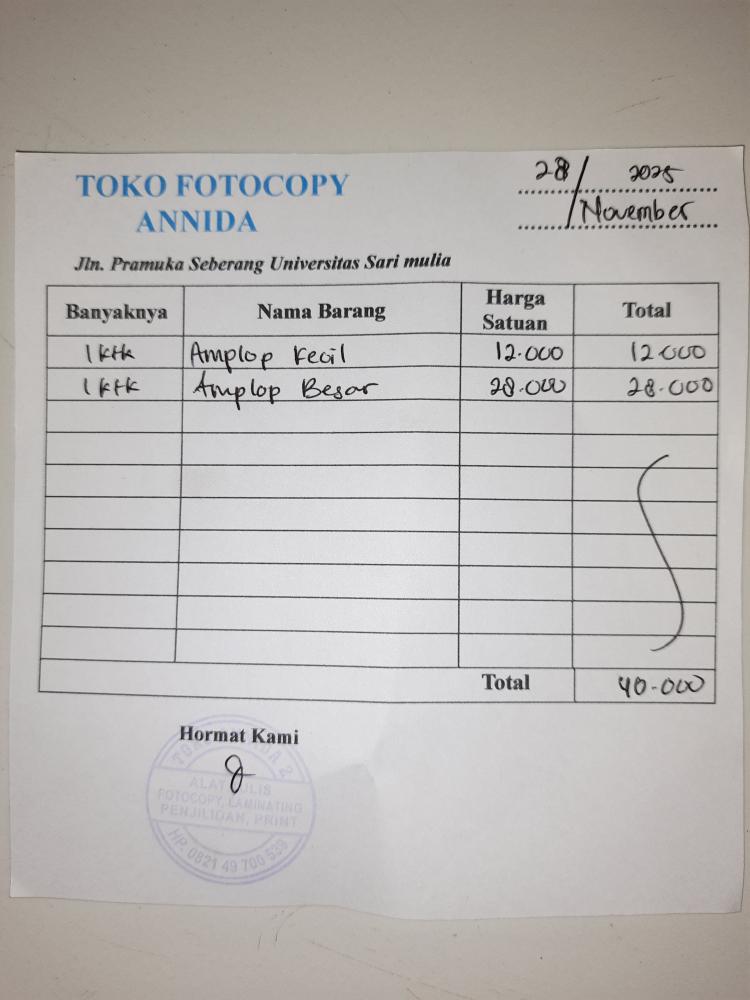 TOKO FOTOCOPY
ANNIDA
28/ 2025
November
Jln. Pramuka Seberang Universitas Sari mulia
Banyaknya Nama Barang Harga Satuan Total
1 ktk Amplop Kecil 12.000 12.000
1 ktk Amplop Besar 28.000 28.000
Total 40.000
Hormat Kami
2
ALAT TULIS
FOTOCOPY, LAMINATING
PENJILIDAN, PRINT
HP. 0821 49 700 539